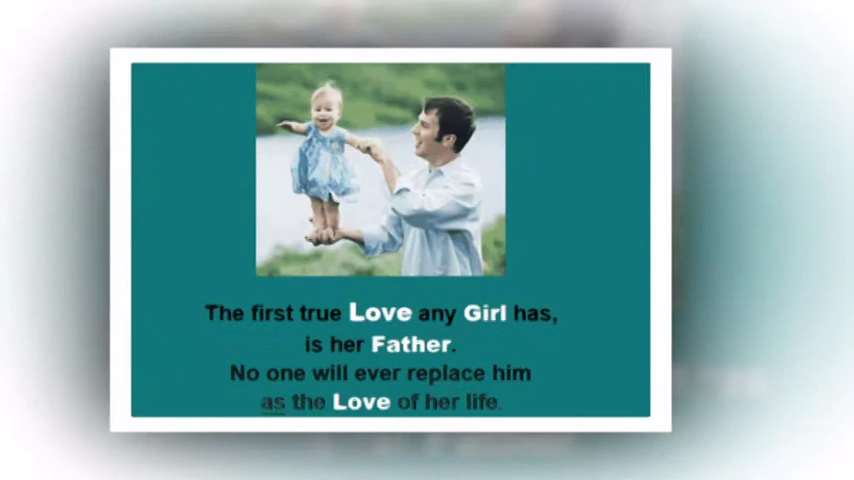 The first true Love any Girl has,
is her Father.
No one will ever replace him
as the Love of her life.